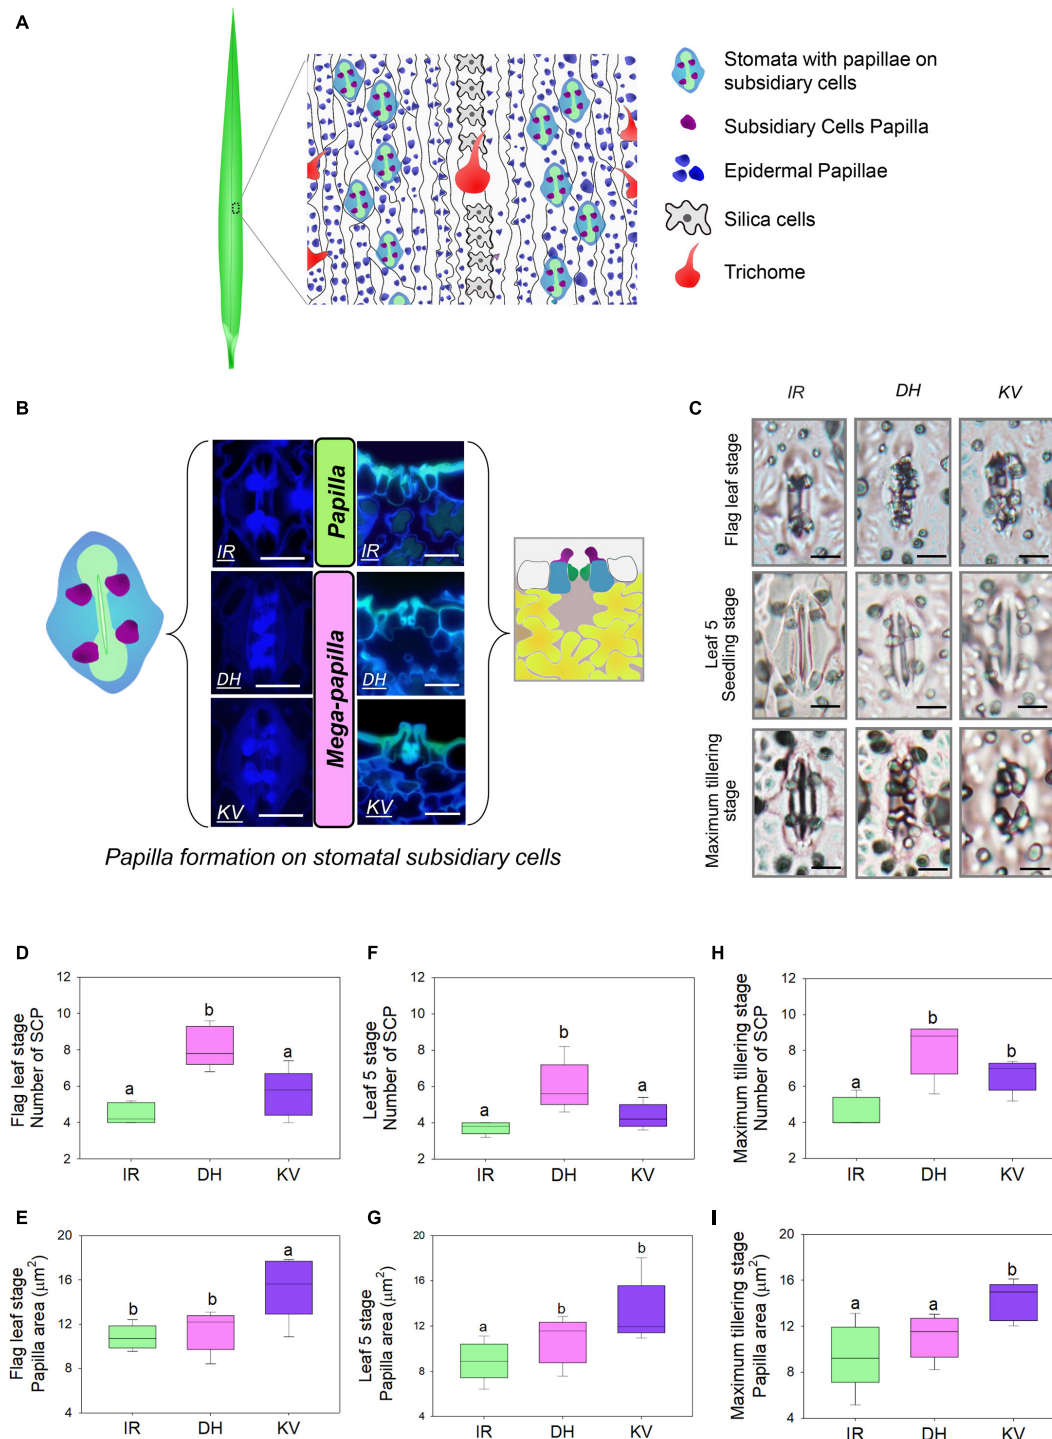 A
Stomata with papillae on
subsidiary cells
Subsidiary Cells Papilla
Epidermal Papillae
Silica cells
Trichome
B
IR
Papilla
IR
DH
Mega-papilla
DH
KV
KV
Papilla formation on stomatal subsidiary cells
C
IR DH KV
Flag leaf stage
Leaf 5
Seedling stage
Maximum tillering
stage
D
Flag leaf stage
Number of SCP
12
10
8
6
4
2
a
b
a
IR DH KV
F
Leaf 5 stage
Number of SCP
12
10
8
6
4
2
a
b
a
IR DH KV
H
Maximum tillering stage
Number of SCP
12
10
8
6
4
2
a
b
b
IR DH KV
E
Flag leaf stage
Papilla area (μm²)
20
16
12
8
4
b
b
a
IR DH KV
G
Leaf 5 stage
Papilla area (μm²)
20
16
12
8
4
a
b
b
IR DH KV
I
Maximum tillering stage
Papilla area (μm²)
20
16
12
8
4
a
a
b
IR DH KV